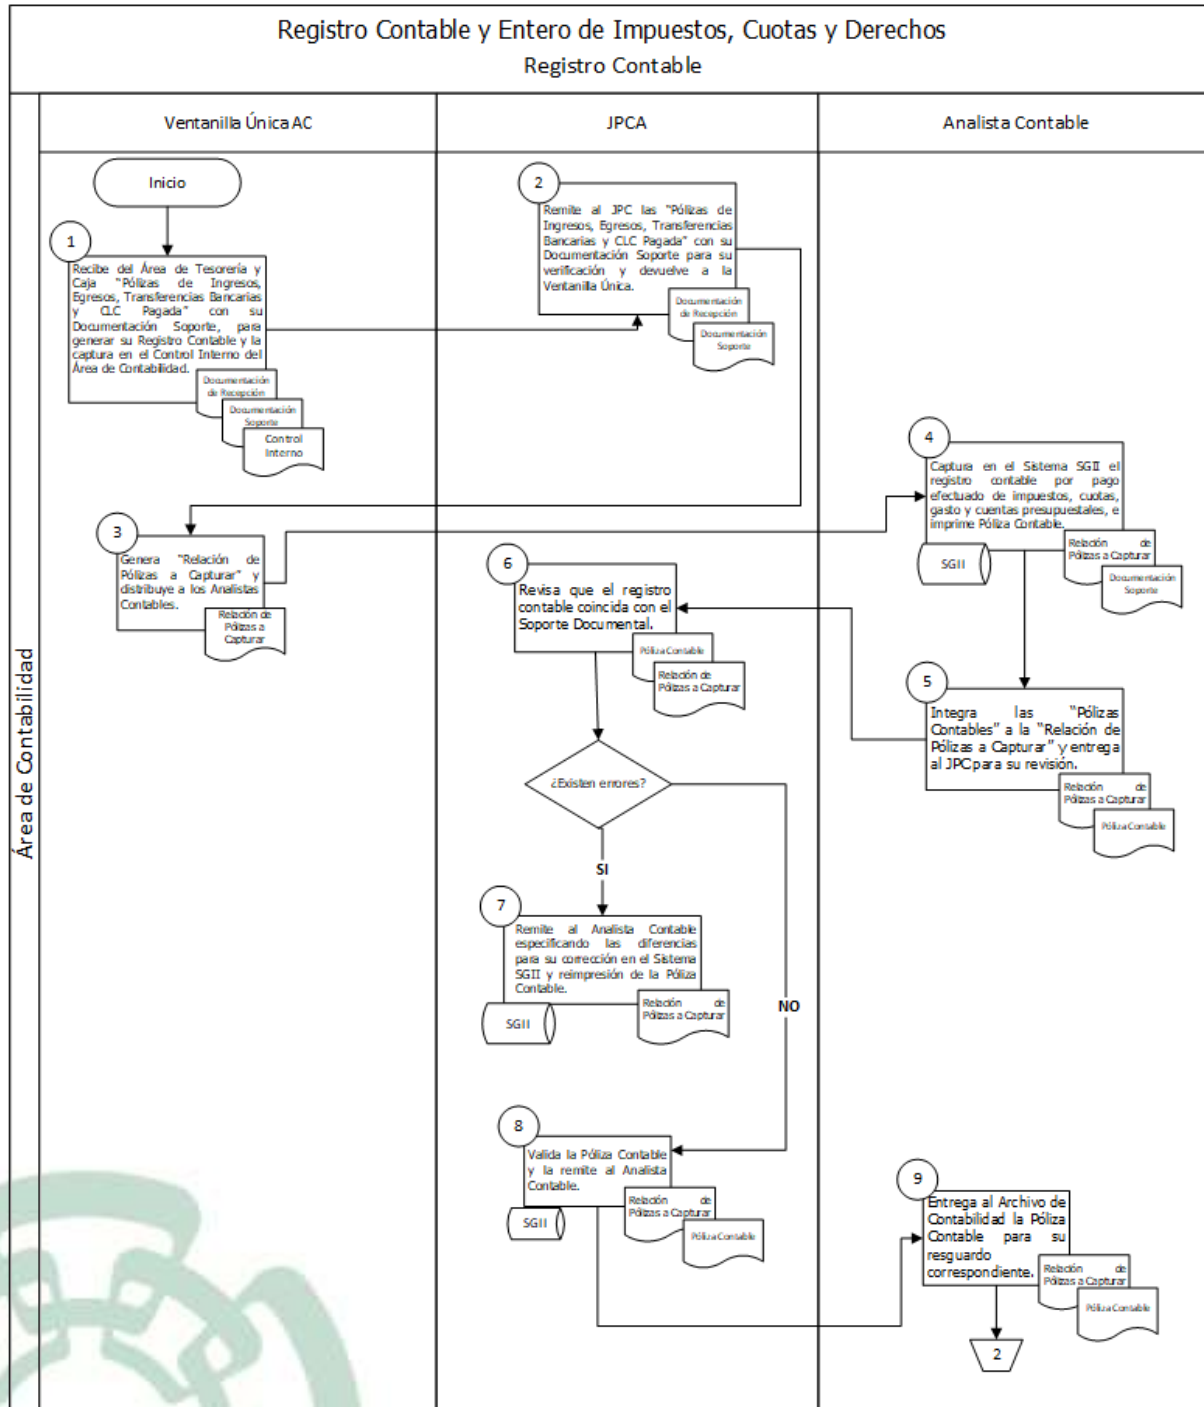 Registro Contable y Entero de Impuestos, Cuotas y Derechos
Registro Contable
Área de Contabilidad
Ventanilla Única AC
JPCA
Analista Contable
Inicio
1
Recibe del Área de Tesorería y
Caja "Pólizas de Ingresos,
Egresos, Transferencias Bancarias
y CLC Pagada" con su
Documentación Soporte, para
generar su Registro Contable y la
captura en el Control Interno del
Área de Contabilidad.
Documentación
de Recepción
Documentación
Soporte
Control
Interno
2
Remite al JPC las "Pólizas de
Ingresos, Egresos, Transferencias
Bancarias y CLC Pagada" con su
Documentación Soporte para su
verificación y devuelve a la
Ventanilla Única.
Documentación
de Recepción
Documentación
Soporte
3
Genera "Relación de
Pólizas a Capturar" y
distribuye a los Analistas
Contables.
Relación de
Pólizas a
Capturar
4
Captura en el Sistema SGII el
registro contable por pago
efectuado de impuestos, cuotas,
gasto y cuentas presupuestales, e
imprime Póliza Contable.
SGII
Relación de
Pólizas a Capturar
Documentación
Soporte
5
Integra las "Pólizas
Contables" a la "Relación de
Pólizas a Capturar" y entrega
al JPC para su revisión.
Relación de
Pólizas a Capturar
Póliza Contable
6
Revisa que el registro
contable coincida con el
Soporte Documental.
Póliza Contable
Relación de
Pólizas a Capturar
¿Existen errores?
SI
NO
7
Remite al Analista Contable
especificando las diferencias
para su corrección en el Sistema
SGII y reimpresión de la Póliza
Contable.
SGII
Relación de
Pólizas a Capturar
8
Valida la Póliza Contable
y la remite al Analista
Contable.
SGII
Relación de
Pólizas a Capturar
Póliza Contable
9
Entrega al Archivo de
Contabilidad la Póliza
Contable para su
resguardo
correspondiente.
Relación de
Pólizas a Capturar
Póliza Contable
2